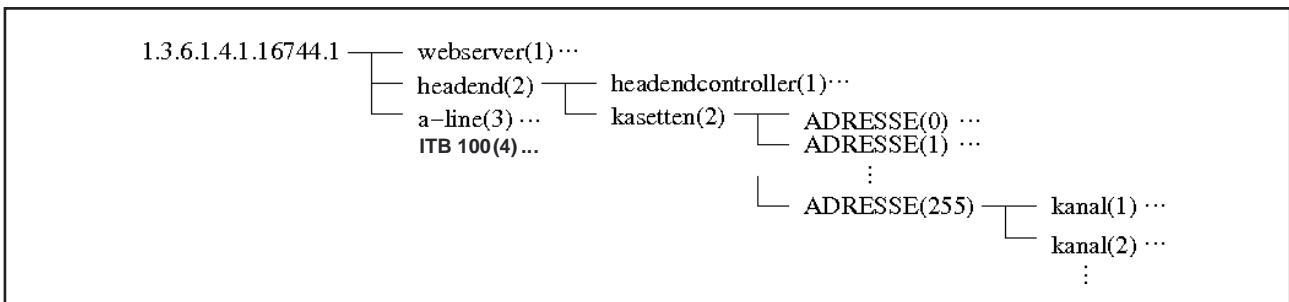 1.3.6.1.4.1.16744.1 webserver(1) ...
headend(2) headendcontroller(1)...
a-line(3) ... kasetten(2) ADRESSE(0) ...
ITB 100(4) ... ADRESSE(1) ...
⋮
ADRESSE(255) kanal(1) ...
kanal(2) ...
⋮